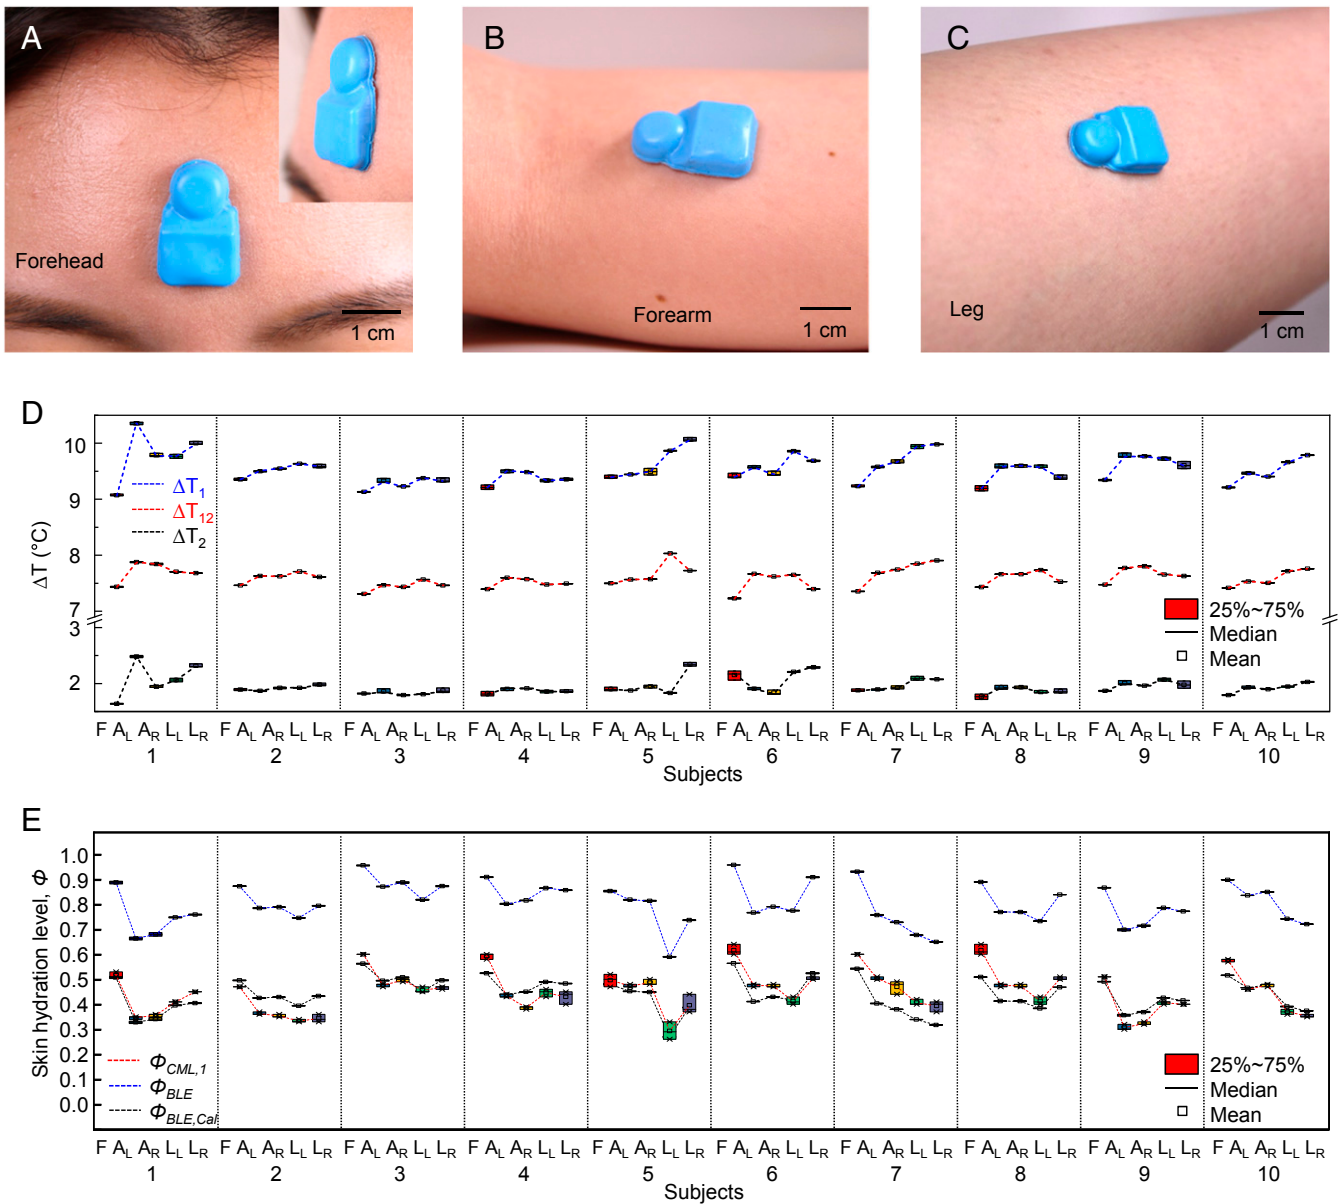 A
B
C
Forehead
1 cm
Forearm
1 cm
Leg
1 cm
D
10
9
8
7
3
2
ΔT (°C)
ΔT1
ΔT12
ΔT2
25%~75%
Median
Mean
F AL AR LL LR F AL AR LL LR F AL AR LL LR F AL AR LL LR F AL AR LL LR F AL AR LL LR F AL AR LL LR F AL AR LL LR F AL AR LL LR F AL AR LL LR
1 2 3 4 5 6 7 8 9 10
Subjects
E
1.0
0.9
0.8
0.7
0.6
0.5
0.4
0.3
0.2
0.1
0.0
Skin hydration level, Φ
ΦCML,1
ΦBLE
ΦBLE,Cal
25%~75%
Median
Mean
F AL AR LL LR F AL AR LL LR F AL AR LL LR F AL AR LL LR F AL AR LL LR F AL AR LL LR F AL AR LL LR F AL AR LL LR F AL AR LL LR F AL AR LL LR
1 2 3 4 5 6 7 8 9 10
Subjects